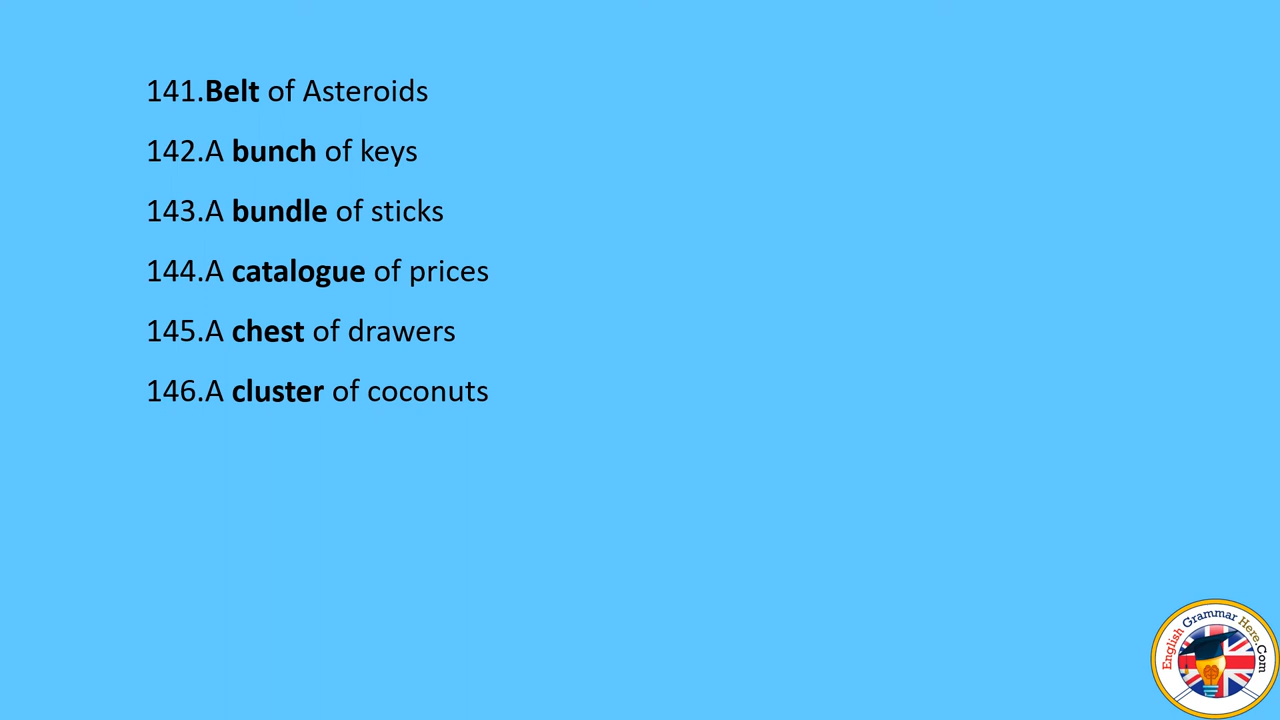 141.Belt of Asteroids
142.A bunch of keys
143.A bundle of sticks
144.A catalogue of prices
145.A chest of drawers
146.A cluster of coconuts
English Grammar Here.Com